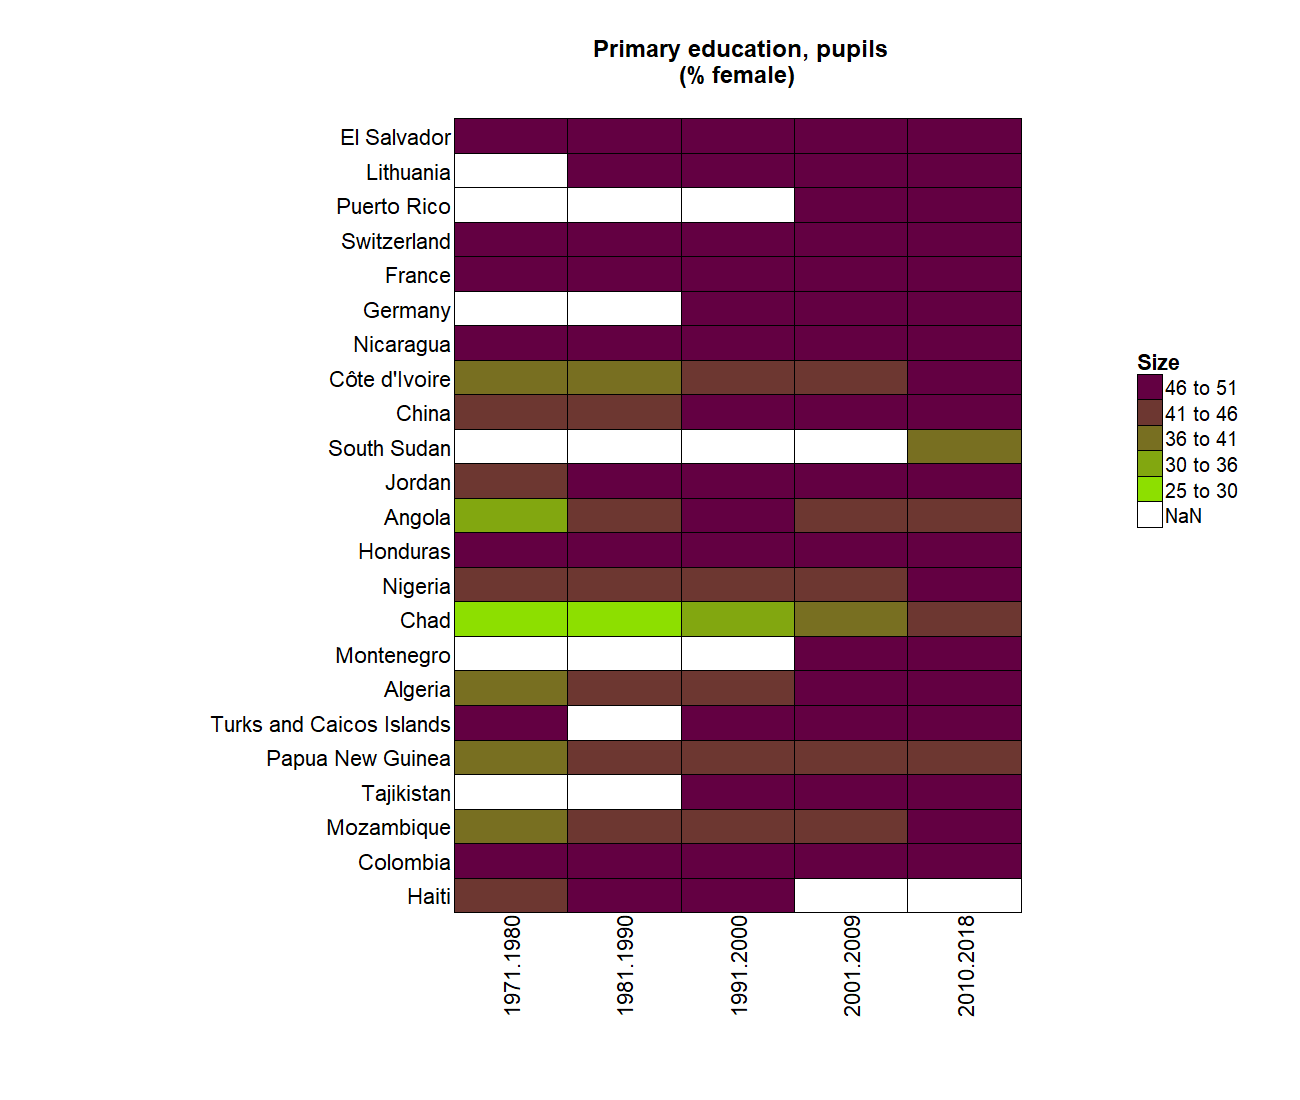 Primary education, pupils
(% female)
El Salvador
Lithuania
Puerto Rico
Switzerland
France
Germany
Nicaragua
Côte d'Ivoire
China
South Sudan
Jordan
Angola
Honduras
Nigeria
Chad
Montenegro
Algeria
Turks and Caicos Islands
Papua New Guinea
Tajikistan
Mozambique
Colombia
Haiti
1971.1980
1981.1990
1991.2000
2001.2009
2010.2018
Size
46 to 51
41 to 46
36 to 41
30 to 36
25 to 30
NaN